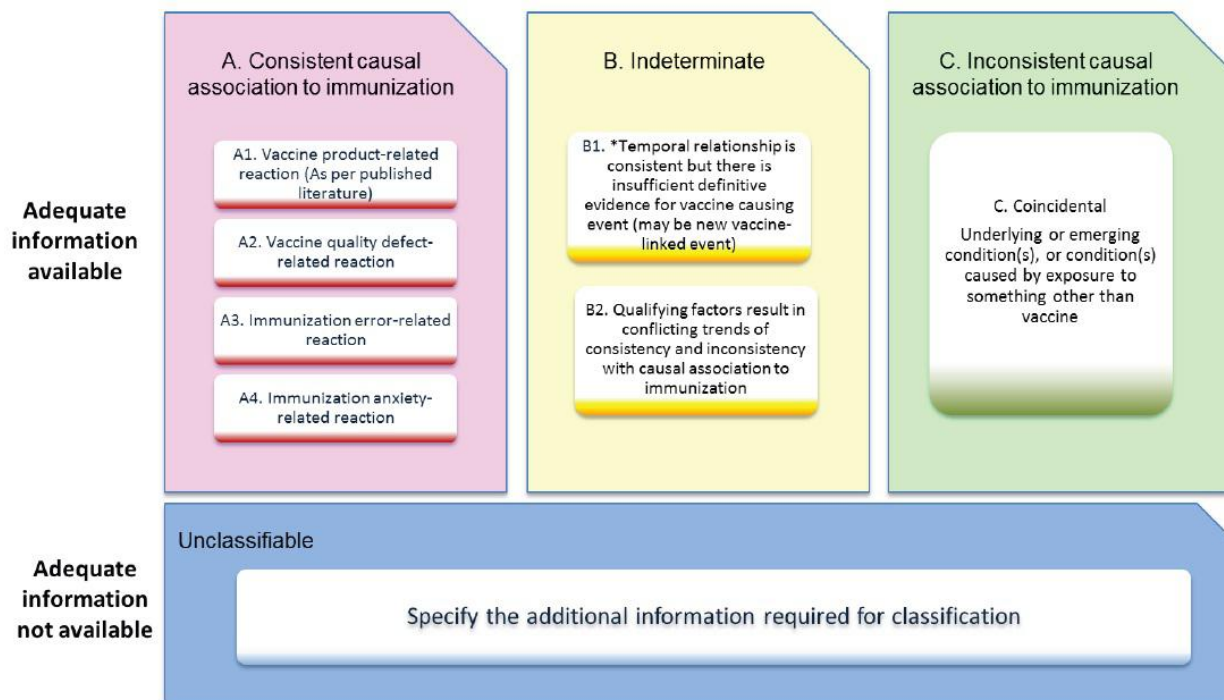 Adequate
information
available
A. Consistent causal
association to immunization
A1. Vaccine product-related
reaction (As per published
literature)
A2. Vaccine quality defect-
related reaction
A3. Immunization error-related
reaction
A4. Immunization anxiety-
related reaction
B. Indeterminate
B1. *Temporal relationship is
consistent but there is
insufficient definitive
evidence for vaccine causing
event (may be new vaccine-
linked event)
B2. Qualifying factors result in
conflicting trends of
consistency and inconsistency
with causal association to
immunization
C. Inconsistent causal
association to immunization
C. Coincidental
Underlying or emerging
condition(s), or condition(s)
caused by exposure to
something other than
vaccine
Adequate
information
not available
Unclassifiable
Specify the additional information required for classification